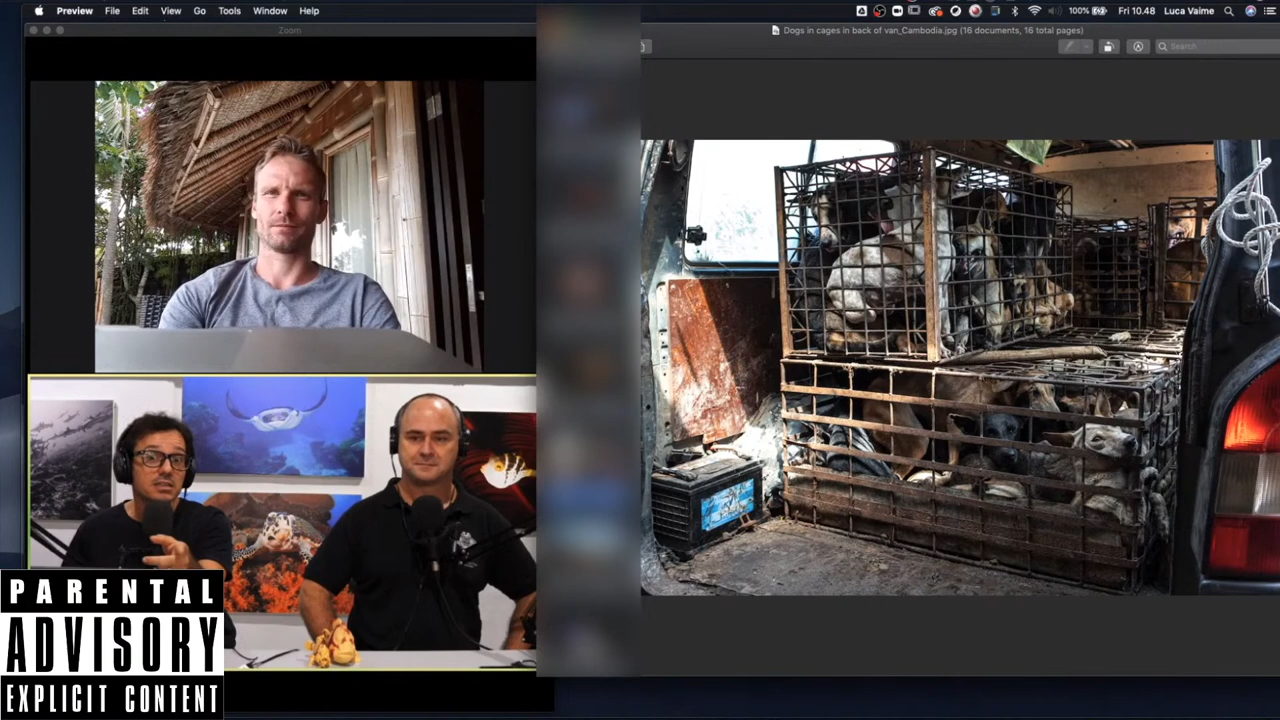 Preview File Edit View Go Tools Window Help
100% Fri 10.48 Luca Vaime
Zoom
Dogs in cages in back of van_Cambodia.jpg (16 documents, 16 total pages)
Search
PARENTAL
ADVISORY
EXPLICIT CONTENT